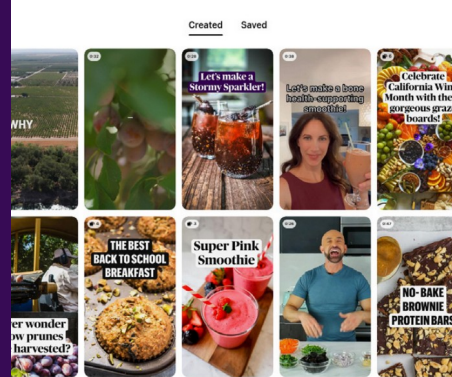 Created
Saved
0:32
Let's make a
Stormy Sparkler!
Let's make a bone
health-supporting
smoothie!
Celebrate
California Win
Month with the
gorgeous graz
boards!
WHY
THE BEST
BACK TO SCHOOL
BREAKFAST
Super Pink
Smoothie
NO-BAKE
BROWNIE
PROTEIN BARS
er wonder
ow prunes
harvested?